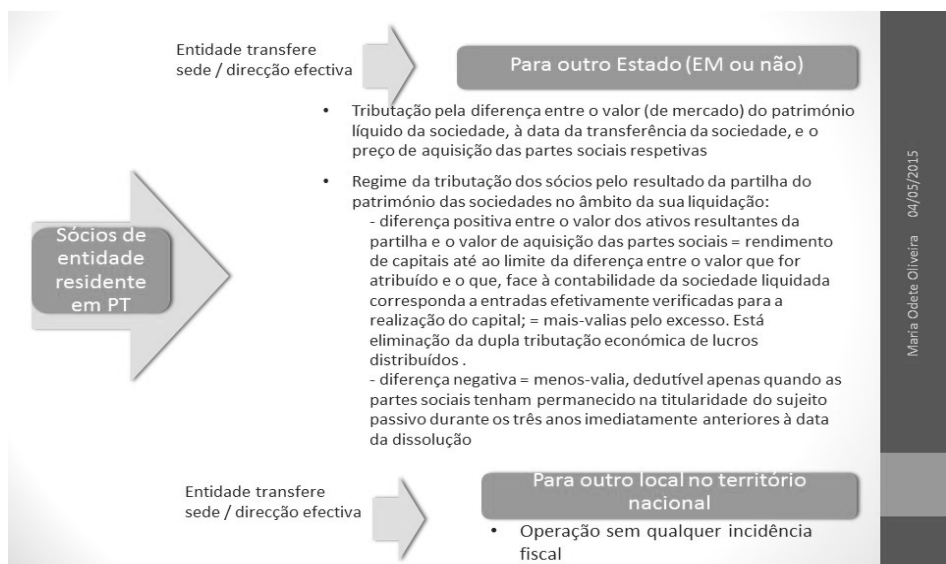 Entidade transfere
sede / direcção efectiva
Para outro Estado (EM ou não)
• Tributação pela diferença entre o valor (de mercado) do património
líquido da sociedade, à data da transferência da sociedade, e o
preço de aquisição das partes sociais respetivas
• Regime da tributação dos sócios pelo resultado da partilha do
património das sociedades no âmbito da sua liquidação:
- diferença positiva entre o valor dos ativos resultantes da
partilha e o valor de aquisição das partes sociais = rendimento
de capitais até ao limite da diferença entre o valor que for
atribuído e o que, face à contabilidade da sociedade liquidada
corresponda a entradas efetivamente verificadas para a
realização do capital; = mais-valias pelo excesso. Está
eliminação da dupla tributação económica de lucros
distribuídos .
- diferença negativa = menos-valia, dedutível apenas quando as
partes sociais tenham permanecido na titularidade do sujeito
passivo durante os três anos imediatamente anteriores à data
da dissolução
Sócios de
entidade
residente
em PT
Entidade transfere
sede / direcção efectiva
Para outro local no território
nacional
• Operação sem qualquer incidência
fiscal
Maria Odete Oliveira 04/05/2015